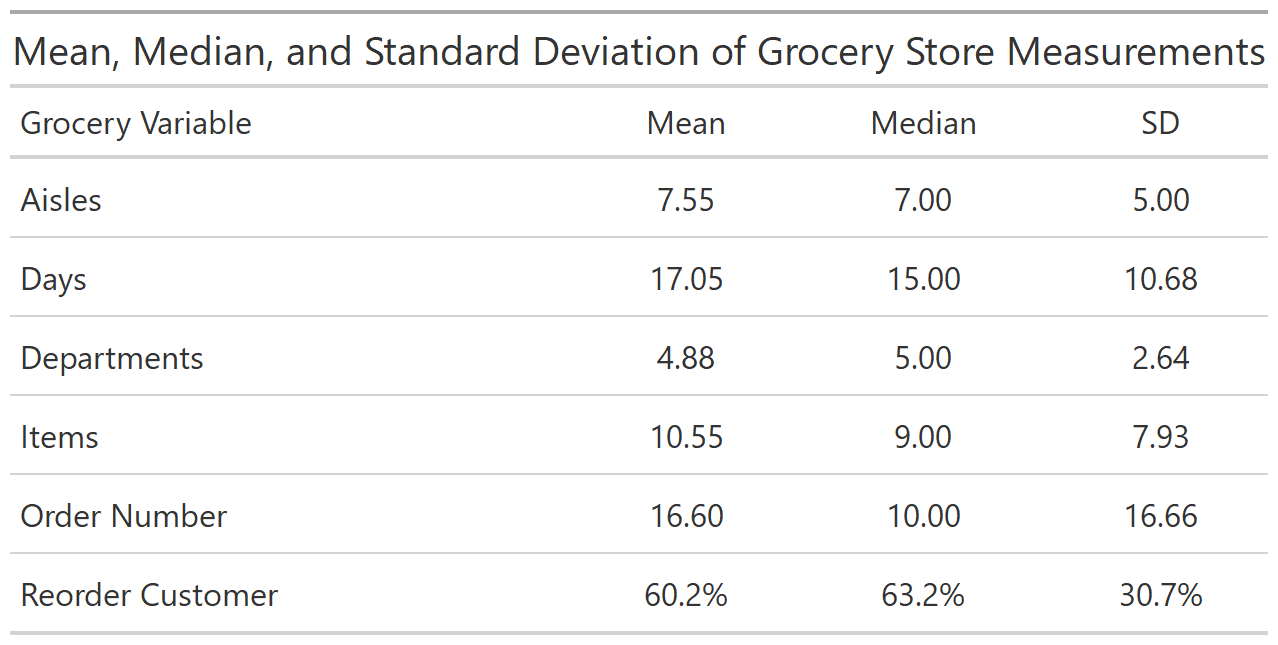 Mean, Median, and Standard Deviation of Grocery Store Measurements
Grocery Variable Mean Median SD
Aisles 7.55 7.00 5.00
Days 17.05 15.00 10.68
Departments 4.88 5.00 2.64
Items 10.55 9.00 7.93
Order Number 16.60 10.00 16.66
Reorder Customer 60.2% 63.2% 30.7%